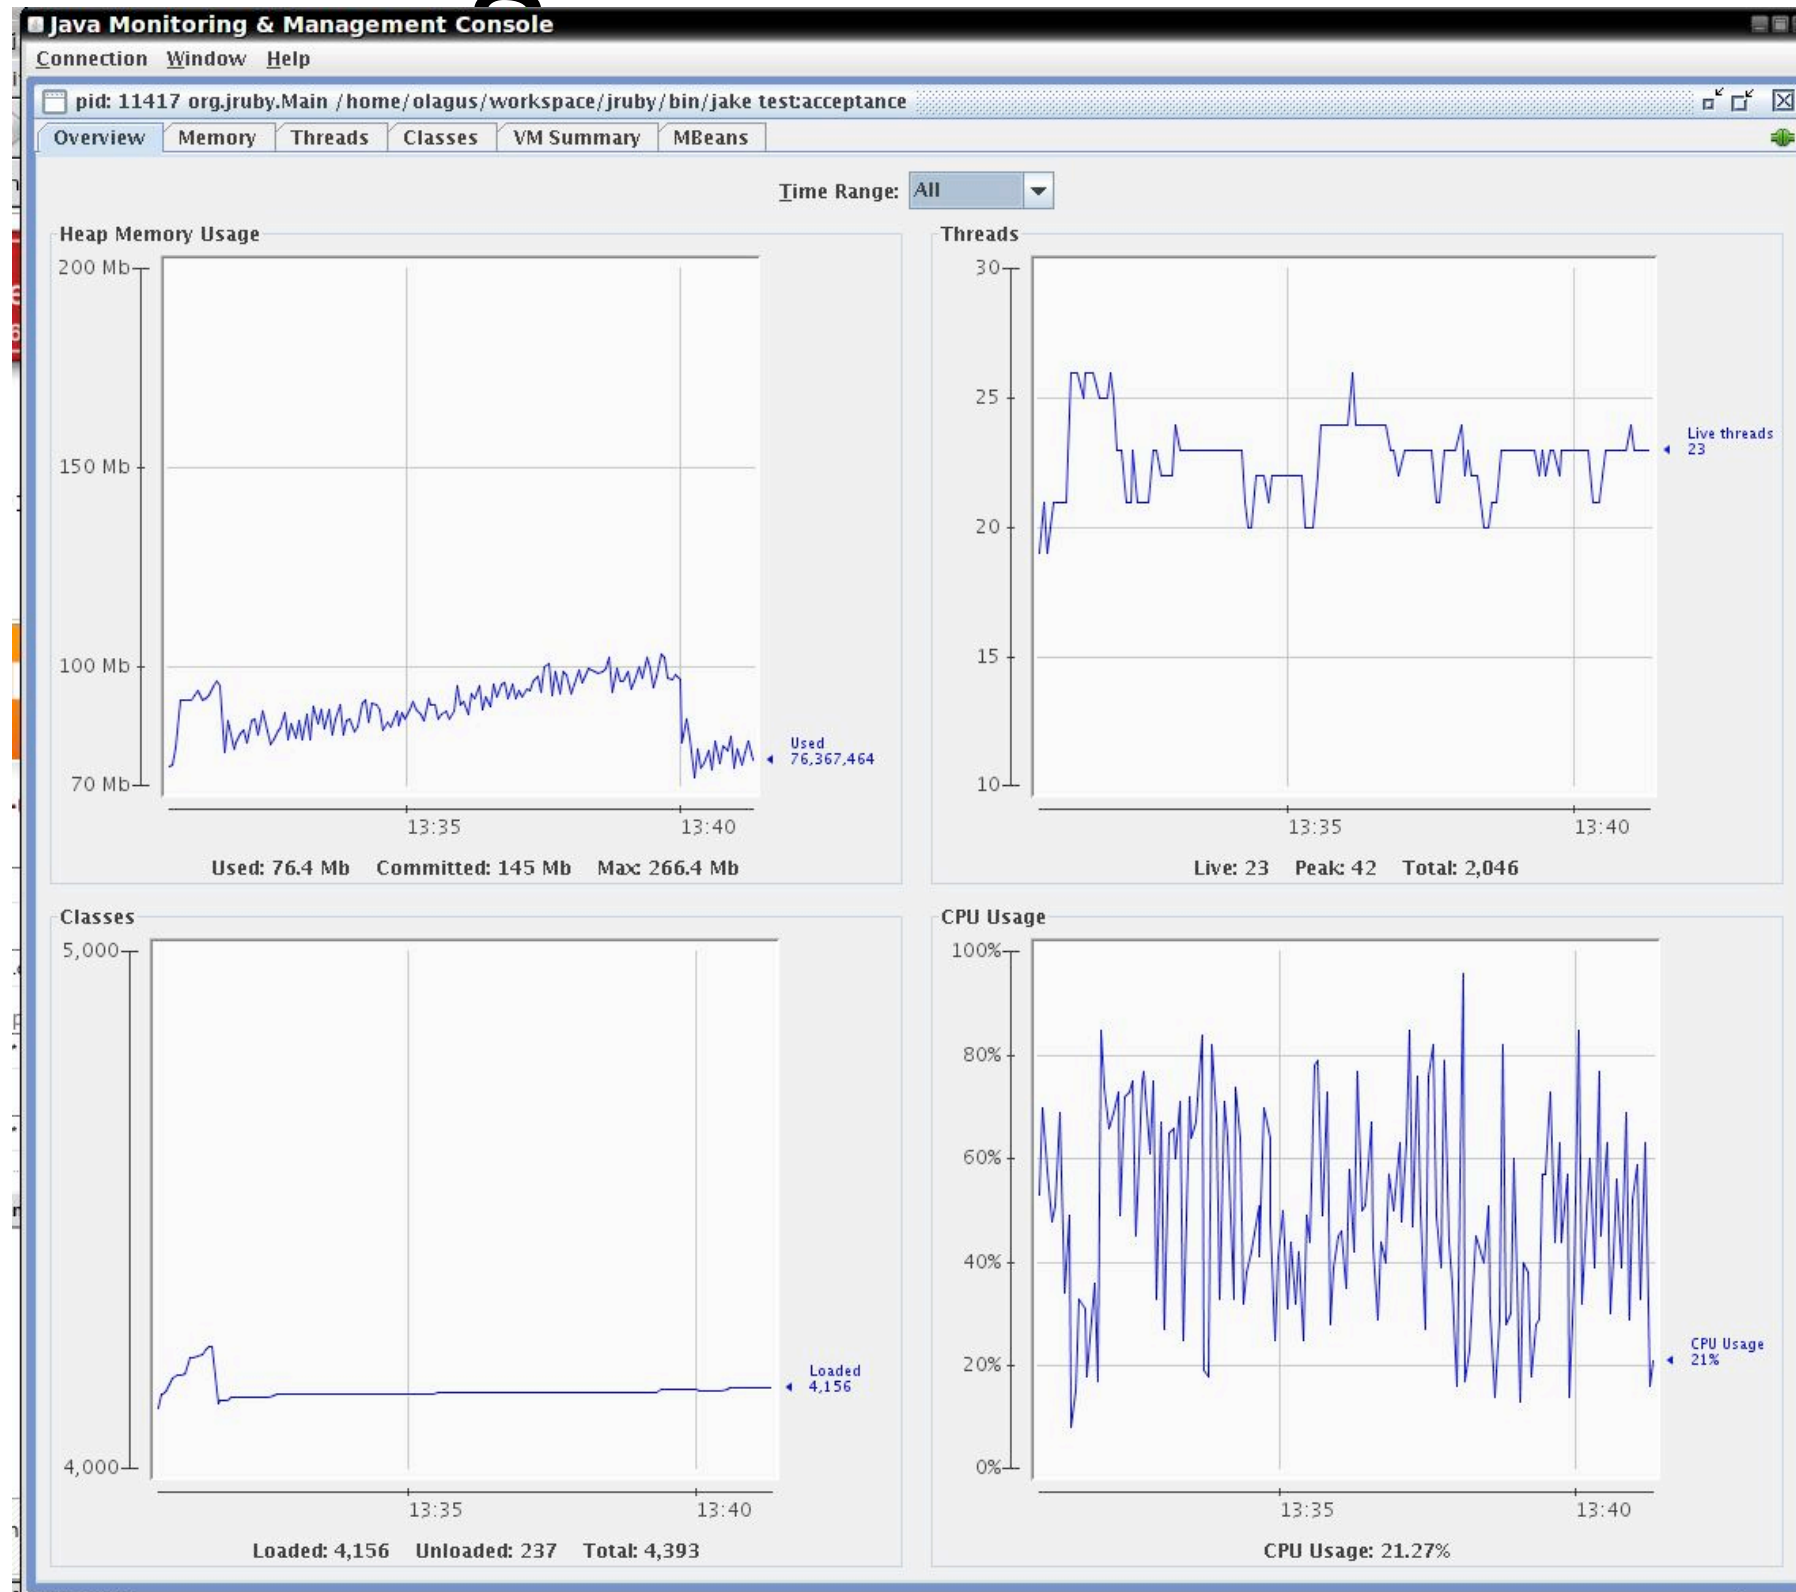 Java Monitoring & Management Console
Connection Window Help
pid: 11417 org.jruby.Main /home/olagus/workspace/jruby/bin/jake test:acceptance
Overview Memory Threads Classes VM Summary MBeans
Time Range: All
Heap Memory Usage
200 Mb
150 Mb
100 Mb
70 Mb
Used
76,367,464
13:35 13:40
Used: 76.4 Mb Committed: 145 Mb Max: 266.4 Mb
Threads
30
25
20
15
10
Live threads
23
13:35 13:40
Live: 23 Peak: 42 Total: 2,046
Classes
5,000
4,000
Loaded
4,156
13:35 13:40
Loaded: 4,156 Unloaded: 237 Total: 4,393
CPU Usage
100%
80%
60%
40%
20%
0%
CPU Usage
21%
13:35 13:40
CPU Usage: 21.27%